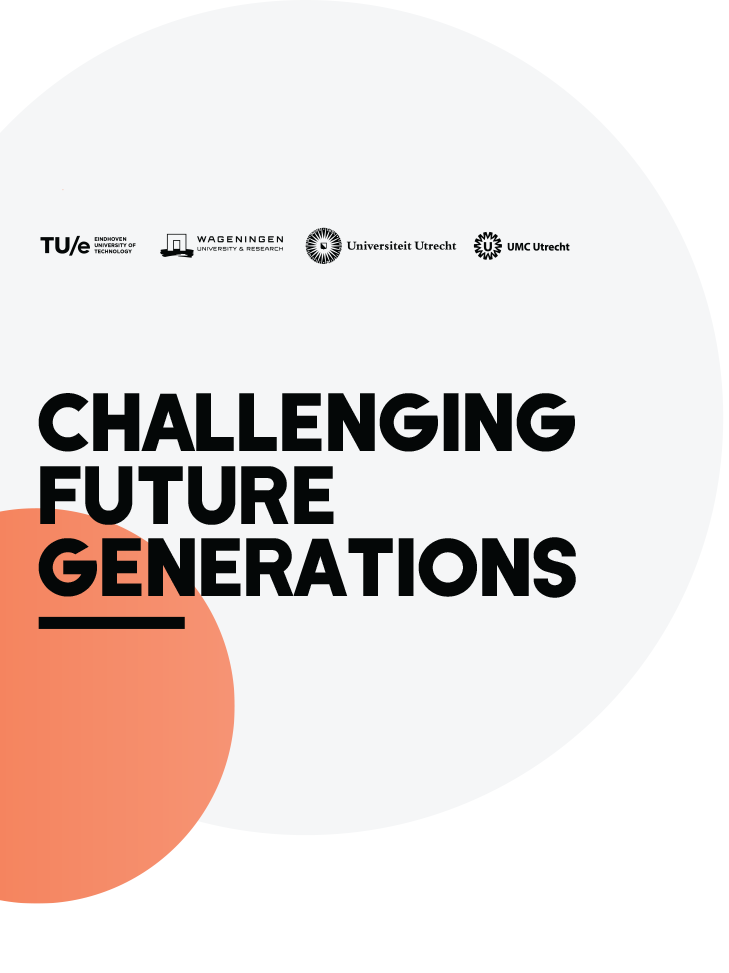 TU/e EINDHOVEN UNIVERSITY OF TECHNOLOGY
WAGENINGEN UNIVERSITY & RESEARCH
Universiteit Utrecht
U UMC Utrecht
CHALLENGING
FUTURE
GENERATIONS